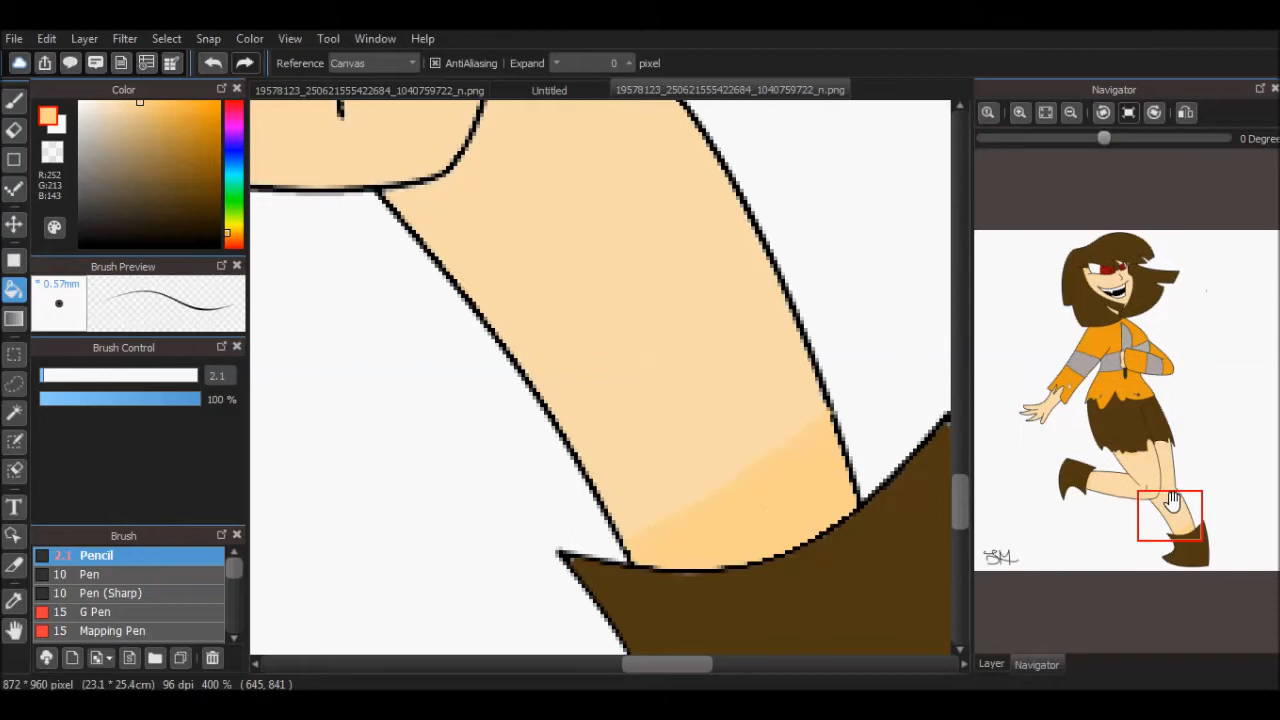 File Edit Layer Filter Select Snap Color View Tool Window Help
Reference Canvas AntiAliasing Expand 0 pixel
Color
19578123_250621555422684_1040759722_n.png Untitled 19578123_250621555422684_1040759722_n.png
Navigator
0 Degree
R:252
G:213
B:143
Brush Preview
* 0.57mm
Brush Control
2.1
100 %
Brush
2.1 Pencil
10 Pen
10 Pen (Sharp)
15 G Pen
15 Mapping Pen
Layer Navigator
872 * 960 pixel (23.1 * 25.4cm) 96 dpi 400 % ( 645, 841 )